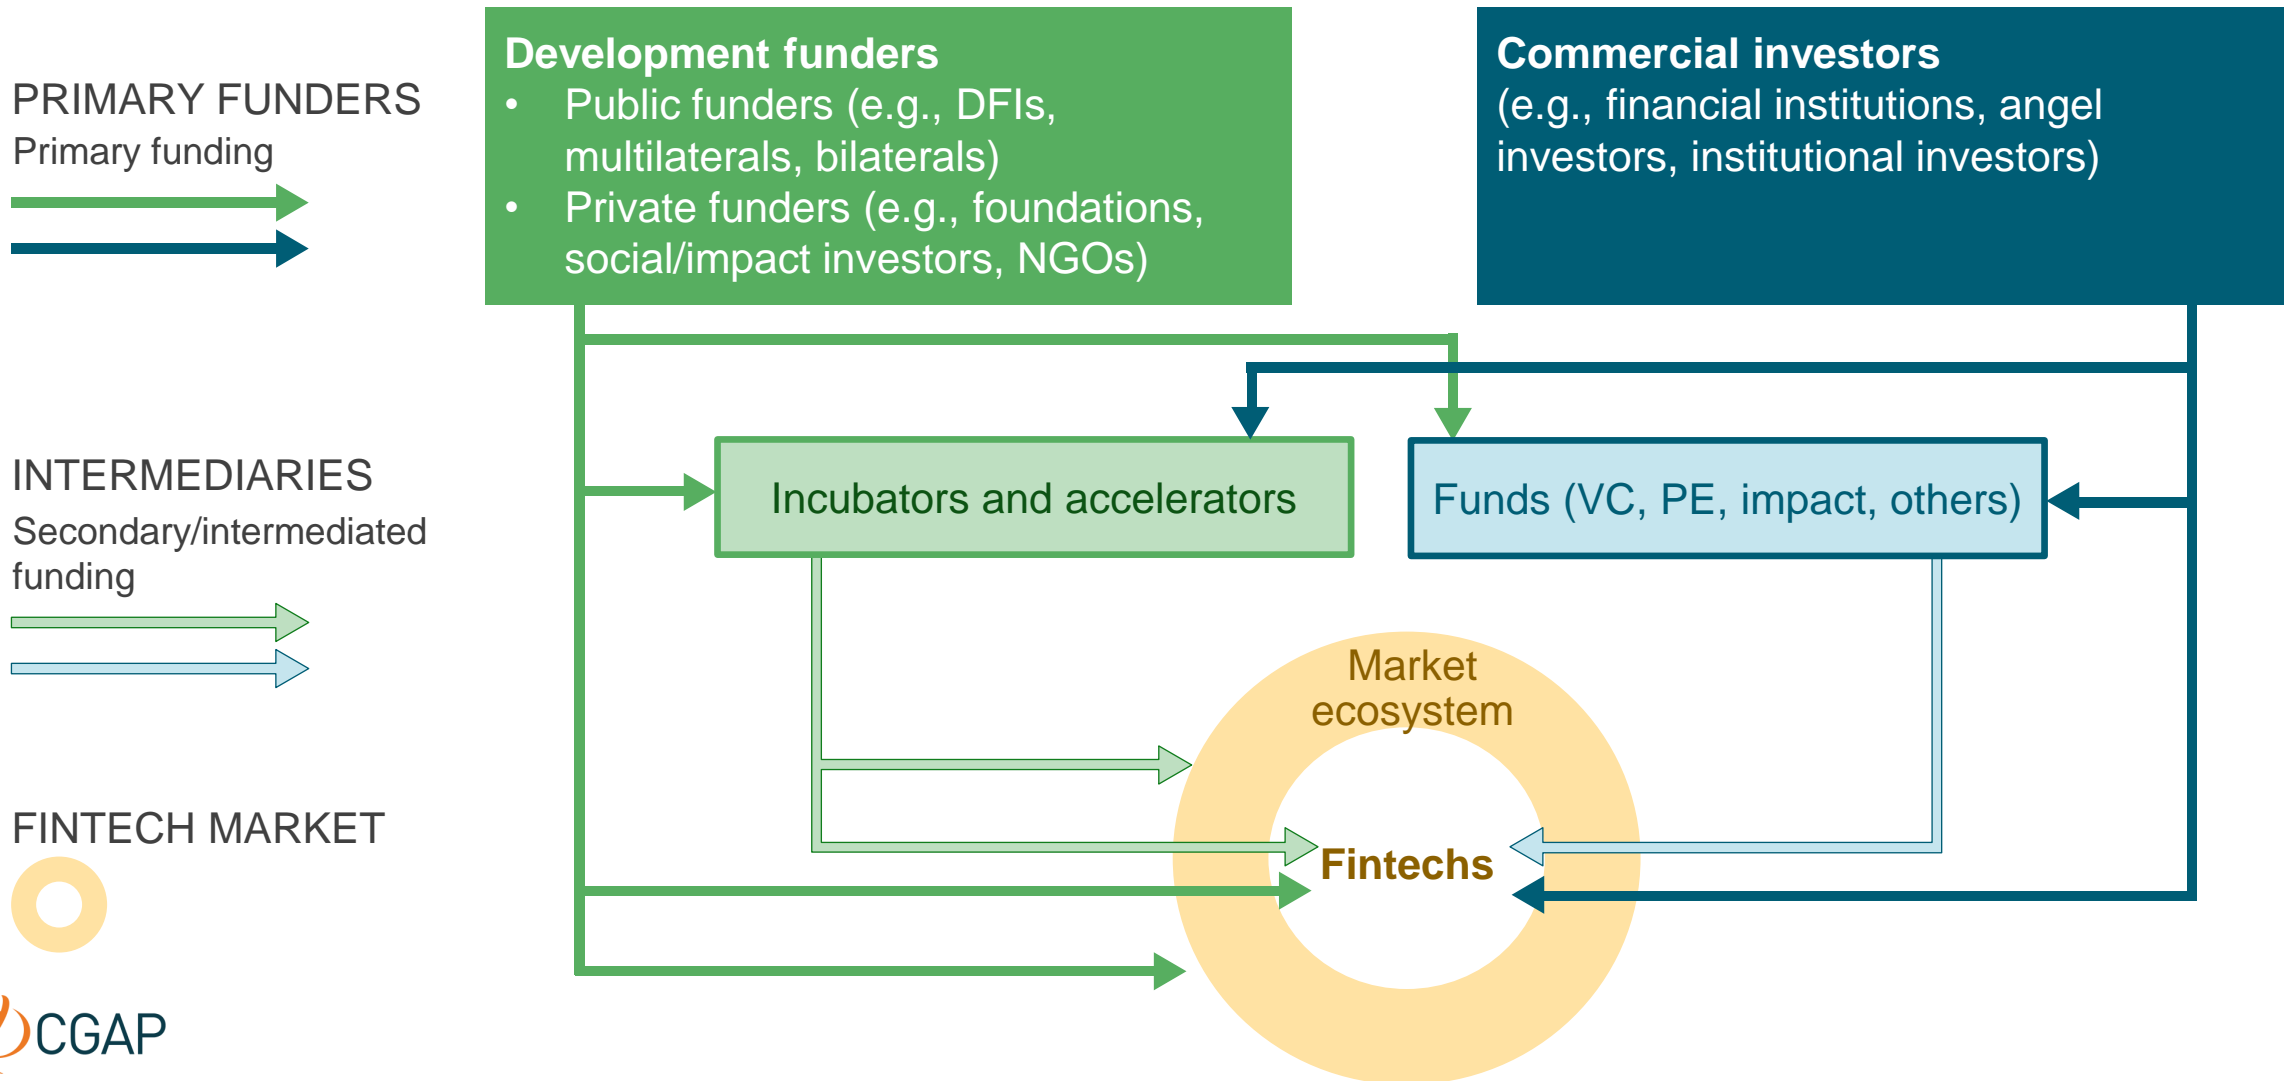 PRIMARY FUNDERS
Primary funding
Development funders
• Public funders (e.g., DFIs,
multilaterals, bilaterals)
• Private funders (e.g., foundations,
social/impact investors, NGOs)
Commercial investors
(e.g., financial institutions, angel
investors, institutional investors)
INTERMEDIARIES
Secondary/intermediated
funding
Incubators and accelerators
Funds (VC, PE, impact, others)
FINTECH MARKET
Market
ecosystem
Fintechs
CGAP